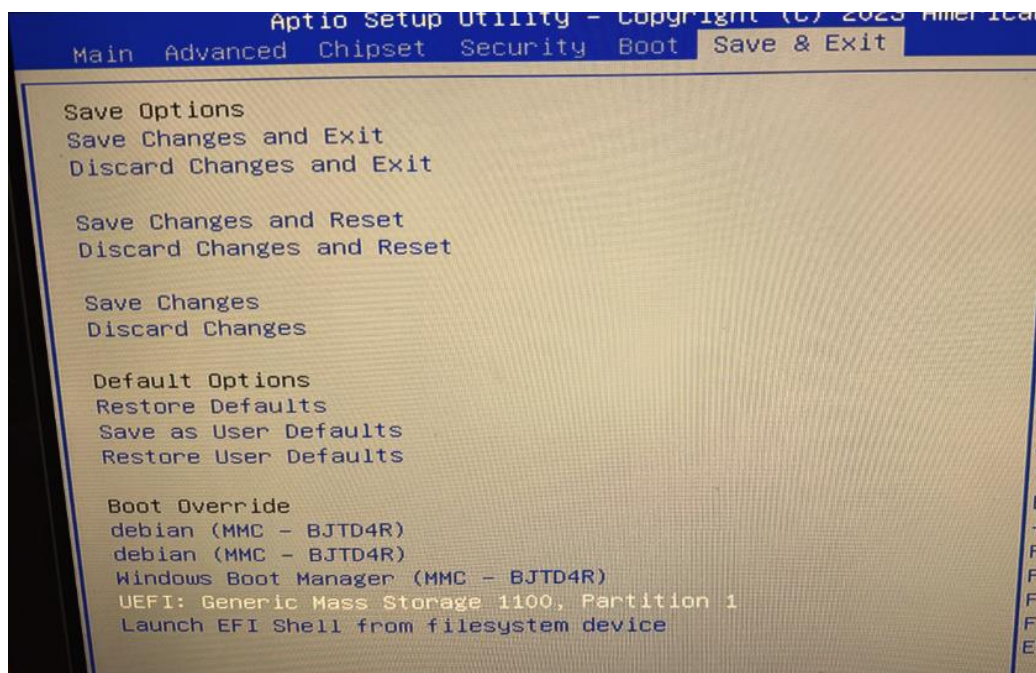 Aptio Setup Utility – Copyright (C) 2023 America
Main Advanced Chipset Security Boot Save & Exit
Save Options
Save Changes and Exit
Discard Changes and Exit
Save Changes and Reset
Discard Changes and Reset
Save Changes
Discard Changes
Default Options
Restore Defaults
Save as User Defaults
Restore User Defaults
Boot Override
debian (MMC – BJTD4R)
debian (MMC – BJTD4R)
Windows Boot Manager (MMC – BJTD4R)
UEFI: Generic Mass Storage 1100, Partition 1
Launch EFI Shell from filesystem device